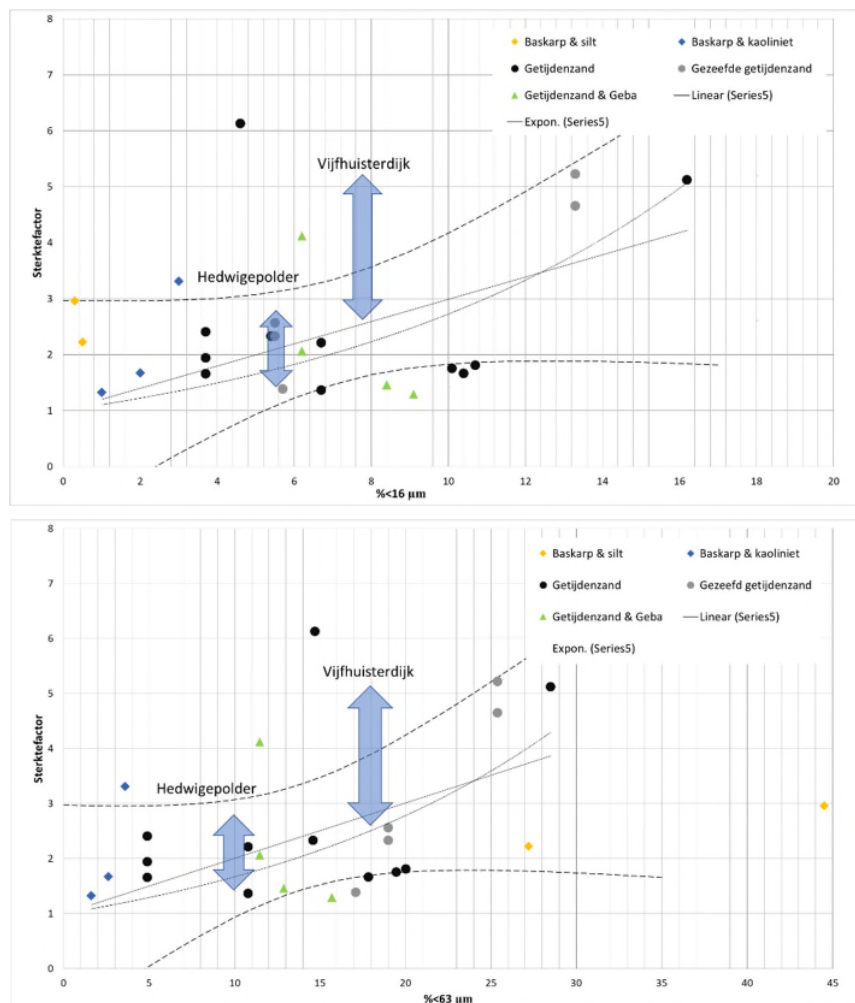 8
Baskarp & silt
Baskarp & kaoliniet
7
Getijdenzand
Gezeefde getijdenzand
Getijdenzand & Geba
Linear (Series5)
6
Expon. (Series5)
Vijfhuisterdijk
5
Sterktefactor
4
Hedwigepolder
3
2
1
0
0 2 4 6 8 10 12 14 16 18 20
%<16 µm
8
Baskarp & silt
Baskarp & kaoliniet
7
Getijdenzand
Gezeefd getijdenzand
Getijdenzand & Geba
Linear (Series5)
6
Expon. (Series5)
Vijfhuisterdijk
5
Sterktefactor
4
Hedwigepolder
3
2
1
0
0 5 10 15 20 25 30 35 40 45
%<63 µm